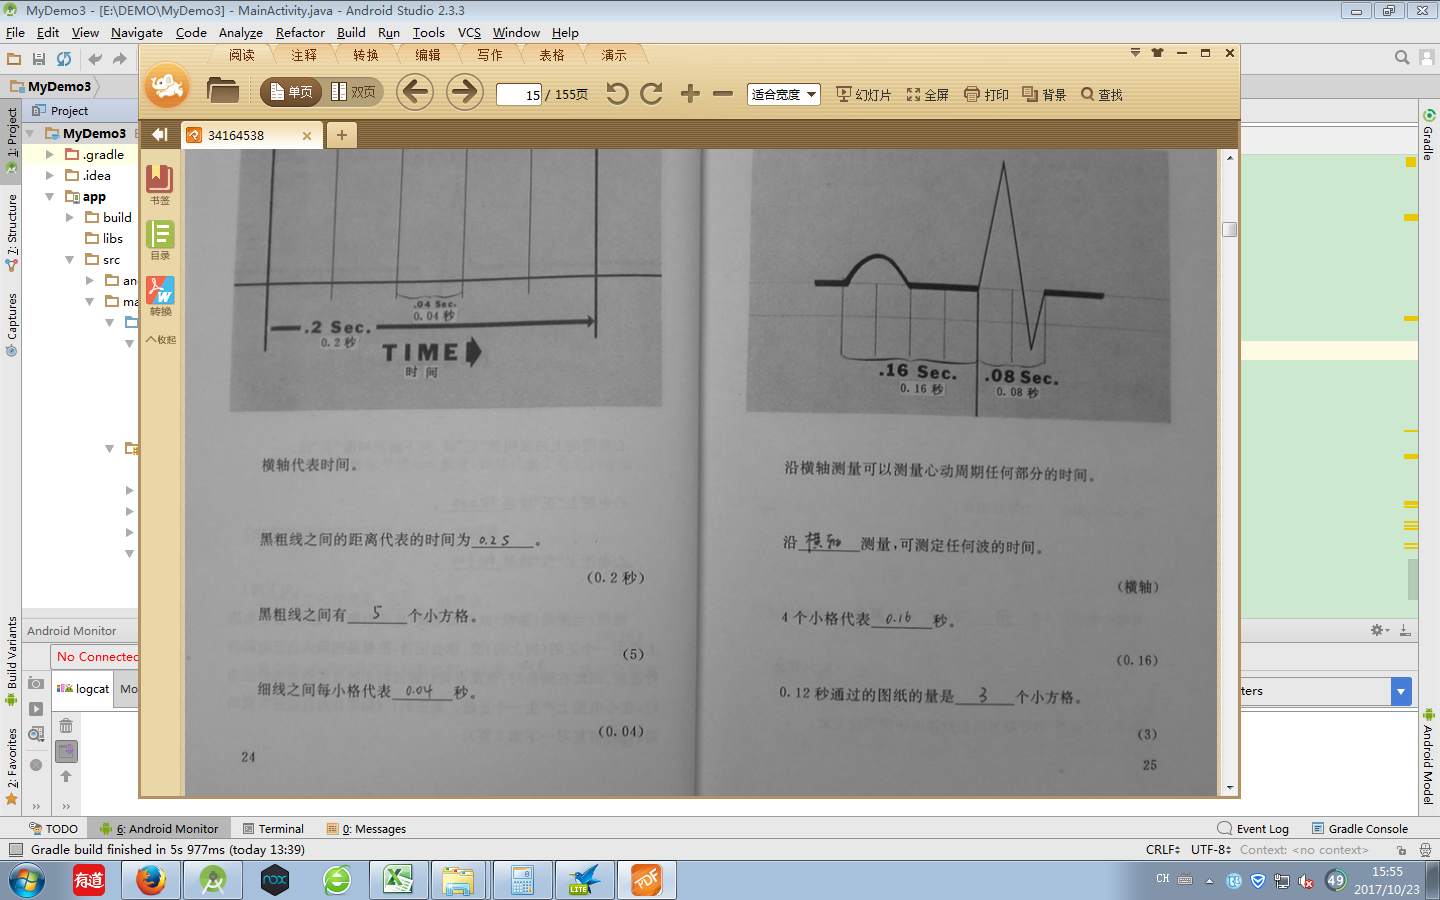 MyDemo3 - [E:\DEMO\MyDemo3] - MainActivity.java - Android Studio 2.3.3
File Edit View Navigate Code Analyze Refactor Build Run Tools VCS Window Help
阅读 注释 转换 编辑 写作 表格 演示
单页 双页 15 / 155页 适合宽度 幻灯片 全屏 打印 背景 查找
MyDemo3
34164538
Project
MyDemo3
.gradle
.idea
app
build
libs
src
an
ma
1: Project
7: Structure
Captures
Build Variants
2: Favorites
书签
目录
转换
收起
.04 Sec.
0.04 秒
.2 Sec.
0.2 秒
TIME
时 间
横轴代表时间。
黑粗线之间的距离代表的时间为 0.2s 。
(0.2 秒)
黑粗线之间有 5 个小方格。
(5)
细线之间每小格代表 0.04 秒。
(0.04)
24
.16 Sec.
0.16 秒
.08 Sec.
0.08 秒
沿横轴测量可以测量心动周期任何部分的时间。
沿 横轴 测量,可测定任何波的时间。
(横轴)
4 个小格代表 0.16 秒。
(0.16)
0.12 秒通过的图纸的量是 3 个小方格。
(3)
25
Gradle
Android Model
Android Monitor
No Connected
logcat Mo
ters
TODO 6: Android Monitor Terminal 0: Messages Event Log Gradle Console
Gradle build finished in 5s 977ms (today 13:39) CRLF UTF-8 Context: <no context>
有道 nox LITE PDF CH 49 15:55
2017/10/23